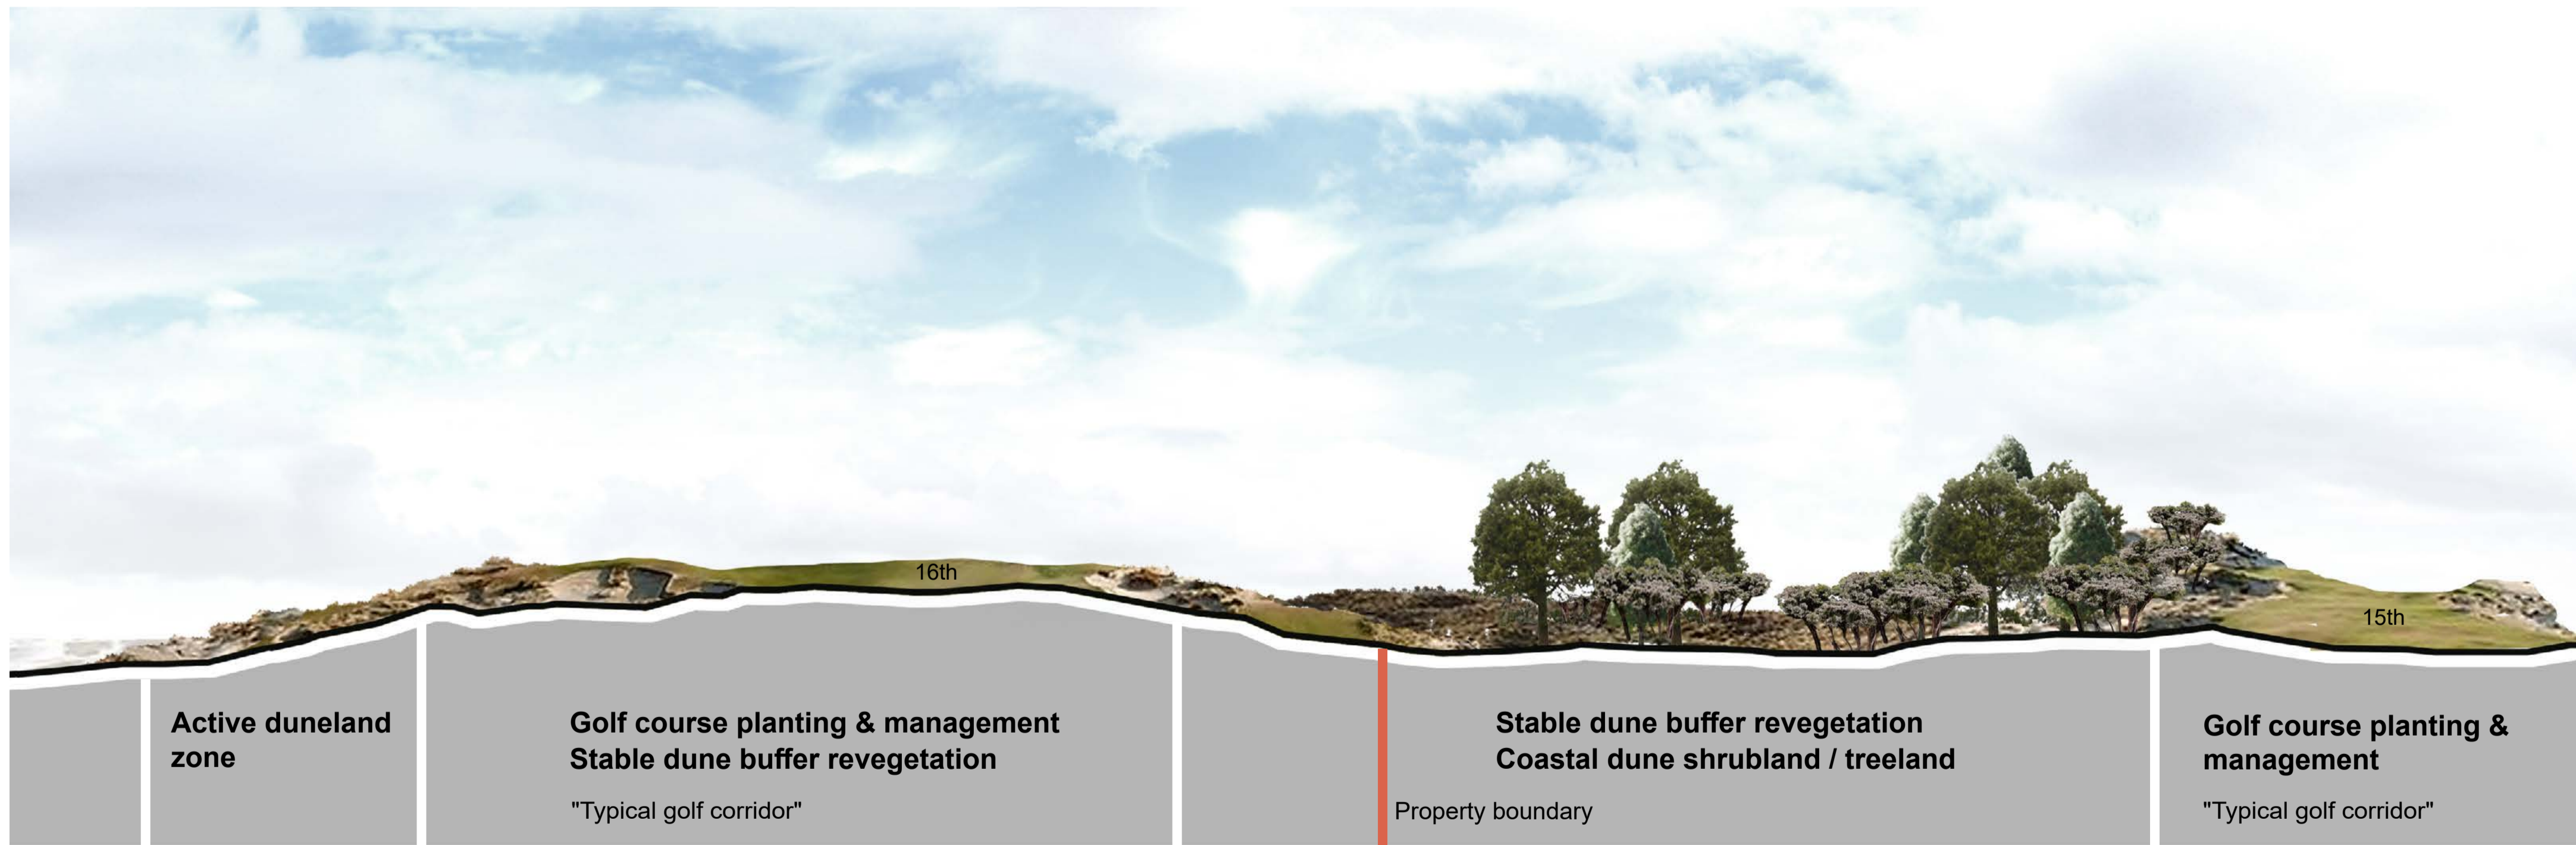 16th
15th
Active duneland
zone
Golf course planting & management
Stable dune buffer revegetation
"Typical golf corridor"
Property boundary
Stable dune buffer revegetation
Coastal dune shrubland / treeland
Golf course planting &
management
"Typical golf corridor"